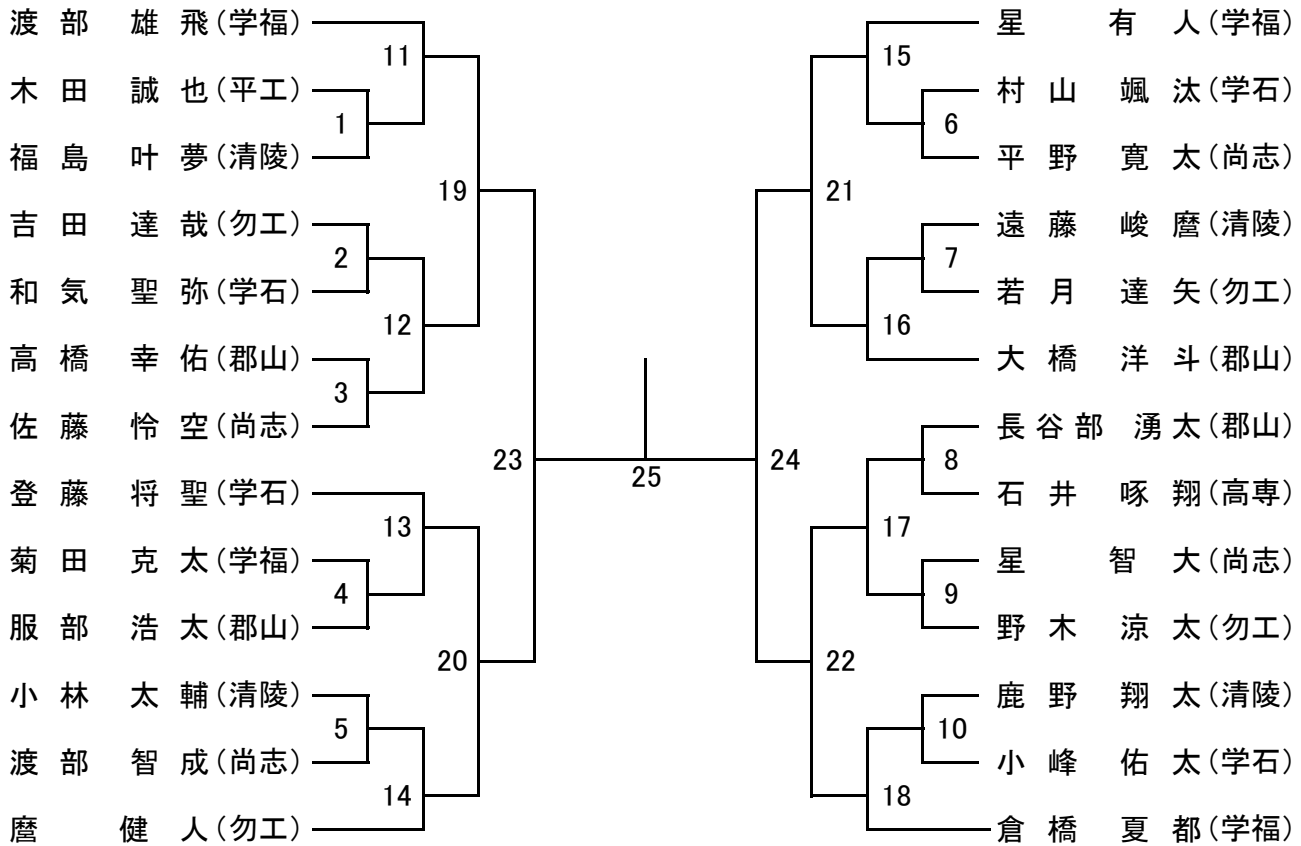 渡部 雄飛(学福)
11
木田 誠也(平工)
1
福島 叶夢(清陵)
19
吉田 達哉(勿工)
2
和気 聖弥(学石)
12
高橋 幸佑(郡山)
3
佐藤 怜空(尚志)
23
登藤 将聖(学石)
13
菊田 克太(学福)
4
服部 浩太(郡山)
20
小林 太輔(清陵)
5
渡部 智成(尚志)
14
麿 健人(勿工)
25
星 有人(学福)
15
村山 颯汰(学石)
6
平野 寛太(尚志)
21
遠藤 峻麿(清陵)
7
若月 達矢(勿工)
16
大橋 洋斗(郡山)
24
長谷部 湧太(郡山)
8
石井 啄翔(高専)
17
星 智大(尚志)
9
野木 涼太(勿工)
22
鹿野 翔太(清陵)
10
小峰 佑太(学石)
18
倉橋 夏都(学福)